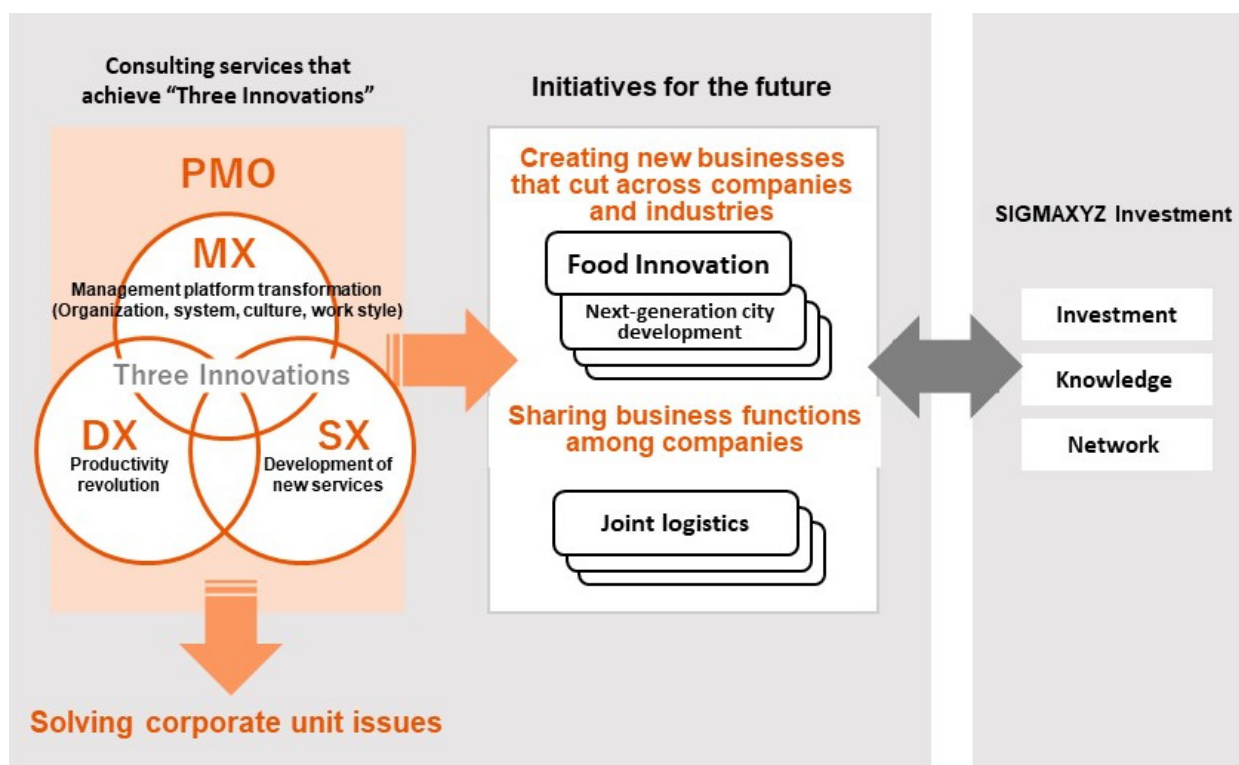 Consulting services that
achieve “Three Innovations”
PMO
MX
Management platform transformation
(Organization, system, culture, work style)
Three Innovations
DX
Productivity
revolution
SX
Development of
new services
Solving corporate unit issues
Initiatives for the future
Creating new businesses
that cut across companies
and industries
Food Innovation
Next-generation city
development
Sharing business functions
among companies
Joint logistics
SIGMAXYZ Investment
Investment
Knowledge
Network